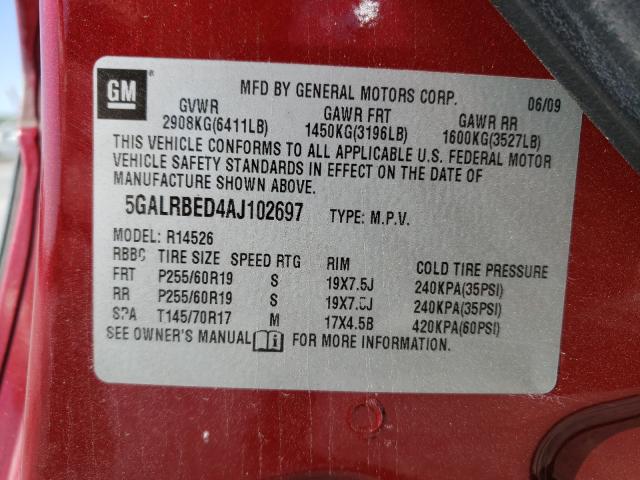 GM ®
MFD BY GENERAL MOTORS CORP. 06/09
GVWR GAWR FRT GAWR RR
2908KG(6411LB) 1450KG(3196LB) 1600KG(3527LB)
THIS VEHICLE CONFORMS TO ALL APPLICABLE U.S. FEDERAL MOTOR
VEHICLE SAFETY STANDARDS IN EFFECT ON THE DATE OF
MANUFACTURE SHOWN ABOVE.
5GALRBED4AJ102697 TYPE: M.P.V.
MODEL: R14526
RBBC TIRE SIZE SPEED RTG RIM COLD TIRE PRESSURE
FRT P255/60R19 S 19X7.5J 240KPA(35PSI)
RR P255/60R19 S 19X7.5J 240KPA(35PSI)
SPA T145/70R17 M 17X4.5B 420KPA(60PSI)
SEE OWNER'S MANUAL FOR MORE INFORMATION.